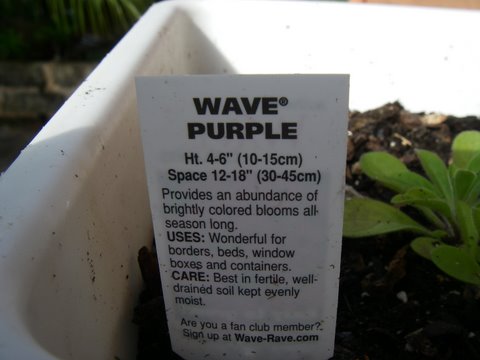 WAVE®
PURPLE
Ht. 4-6" (10-15cm)
Space 12-18" (30-45cm)
Provides an abundance of
brightly colored blooms all-
season long.
USES: Wonderful for
borders, beds, window
boxes and containers.
CARE: Best in fertile, well-
drained soil kept evenly
moist.
Are you a fan club member?
Sign up at Wave-Rave.com